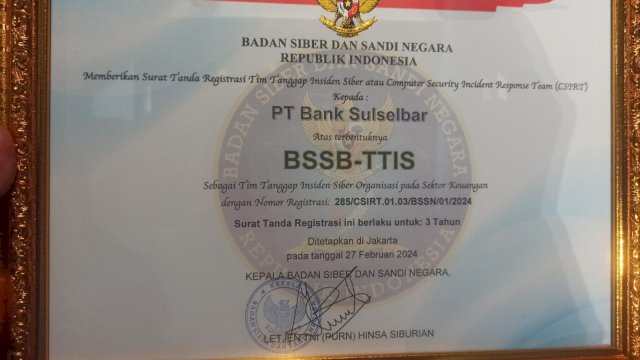 BADAN SIBER DAN SANDI NEGARA
REPUBLIK INDONESIA
Memberikan Surat Tanda Registrasi Tim Tanggap Insiden Siber atau Computer Security Incident Response Team (CSIRT)
Kepada :
PT Bank Sulselbar
Atas terbentuknya
BSSB-TTIS
Sebagai Tim Tanggap Insiden Siber Organisasi pada Sektor Keuangan
dengan Nomor Registrasi: 285/CSIRT.01.03/BSSN/01/2024
Surat Tanda Registrasi ini berlaku untuk: 3 Tahun
Ditetapkan di Jakarta
pada tanggal 27 Februari 2024
KEPALA BADAN SIBER DAN SANDI NEGARA,
LETJEN TNI (PURN) HINSA SIBURIAN